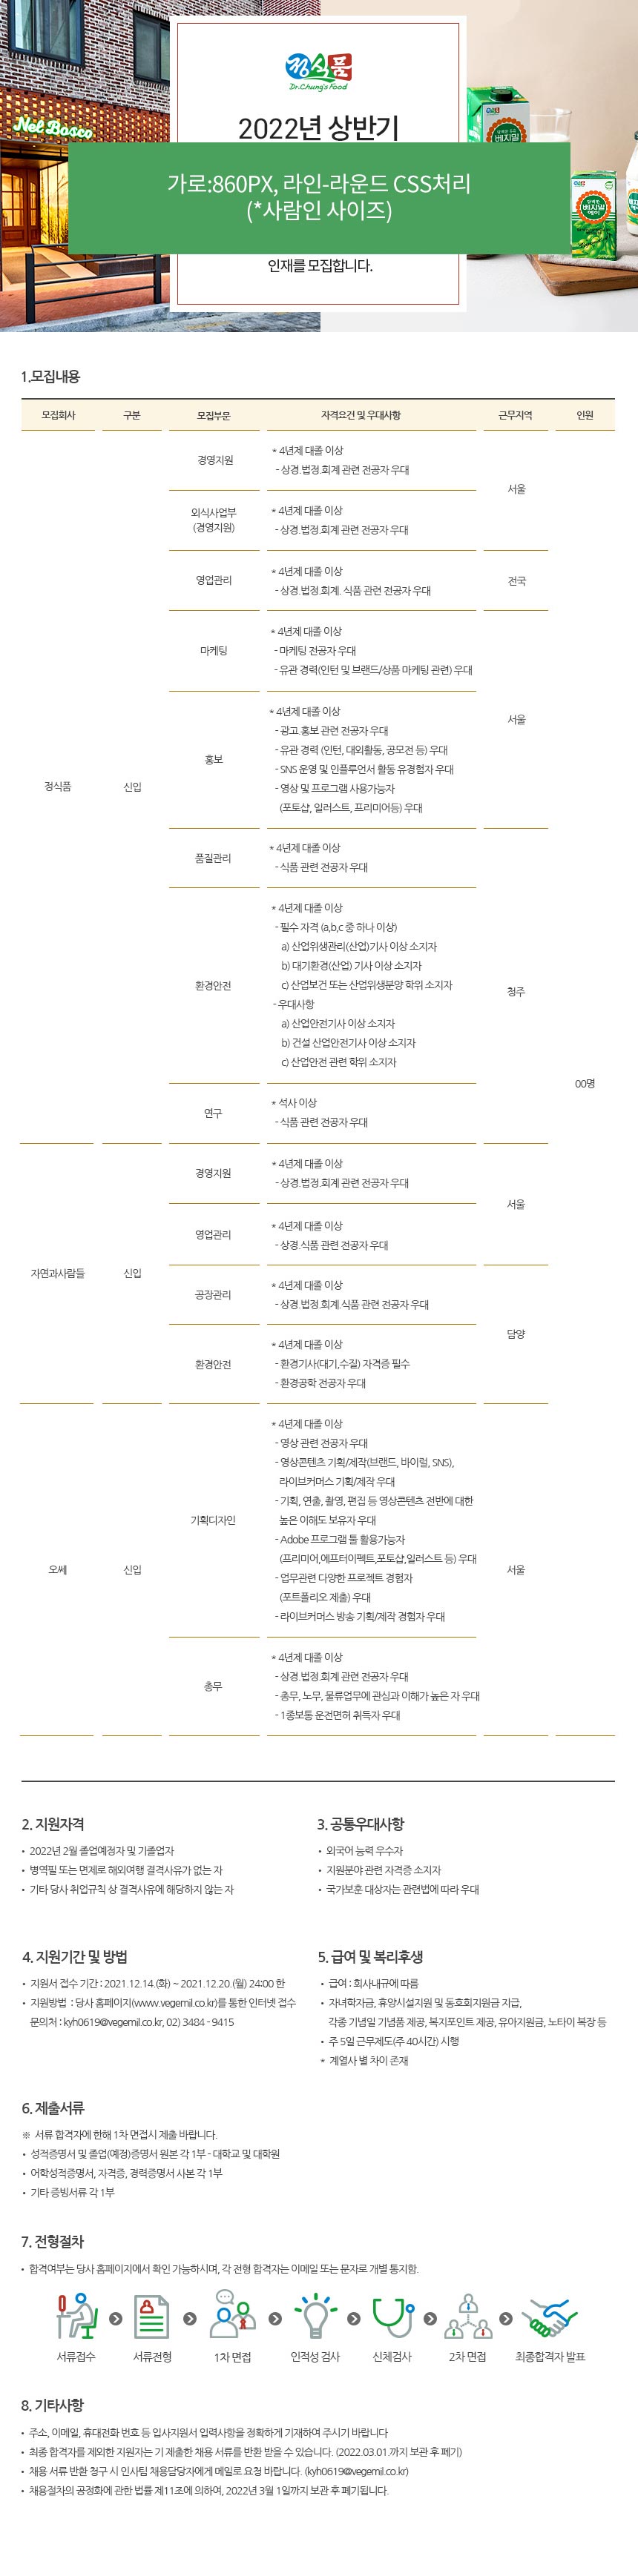 정식품
Dr.Chung's Food
Nel Bosco
베지밀
베지밀
2022년 상반기
가로:860PX, 라인-라운드 CSS처리
(*사람인 사이즈)
인재를 모집합니다.
1.모집내용
모집회사 구분 모집부문 자격요건 및 우대사항 근무지역 인원
경영지원
* 4년제 대졸 이상
- 상경.법정.회계 관련 전공자 우대
서울
외식사업부
(경영지원)
* 4년제 대졸 이상
- 상경.법정.회계 관련 전공자 우대
영업관리
* 4년제 대졸 이상
- 상경.법정.회계. 식품 관련 전공자 우대
전국
마케팅
* 4년제 대졸 이상
- 마케팅 전공자 우대
- 유관 경력(인턴 및 브랜드/상품 마케팅 관련) 우대
서울
홍보
* 4년제 대졸 이상
- 광고.홍보 관련 전공자 우대
- 유관 경력 (인턴, 대외활동, 공모전 등) 우대
- SNS 운영 및 인플루언서 활동 유경험자 우대
- 영상 및 프로그램 사용가능자
(포토샵, 일러스트, 프리미어등) 우대
정식품 신입
품질관리
* 4년제 대졸 이상
- 식품 관련 전공자 우대
환경안전
* 4년제 대졸 이상
- 필수 자격 (a,b,c 중 하나 이상)
a) 산업위생관리(산업)기사 이상 소지자
b) 대기환경(산업) 기사 이상 소지자
c) 산업보건 또는 산업위생분양 학위 소지자
- 우대사항
a) 산업안전기사 이상 소지자
b) 건설 산업안전기사 이상 소지자
c) 산업안전 관련 학위 소지자
청주
00명
연구
* 석사 이상
- 식품 관련 전공자 우대
경영지원
* 4년제 대졸 이상
- 상경.법정.회계 관련 전공자 우대
서울
영업관리
* 4년제 대졸 이상
- 상경.식품 관련 전공자 우대
자연과사람들 신입
공장관리
* 4년제 대졸 이상
- 상경.법정.회계.식품 관련 전공자 우대
담양
환경안전
* 4년제 대졸 이상
- 환경기사(대기,수질) 자격증 필수
- 환경공학 전공자 우대
기획디자인
* 4년제 대졸 이상
- 영상 관련 전공자 우대
- 영상콘텐츠 기획/제작(브랜드, 바이럴, SNS),
라이브커머스 기획/제작 우대
- 기획, 연출, 촬영, 편집 등 영상콘텐츠 전반에 대한
높은 이해도 보유자 우대
- Adobe 프로그램 툴 활용가능자
(프리미어,에프터이펙트,포토샵,일러스트 등) 우대
- 업무관련 다양한 프로젝트 경험자
(포트폴리오 제출) 우대
- 라이브커머스 방송 기획/제작 경험자 우대
오쎄 신입 서울
총무
* 4년제 대졸 이상
- 상경.법정.회계 관련 전공자 우대
- 총무, 노무, 물류업무에 관심과 이해가 높은 자 우대
- 1종보통 운전면허 취득자 우대
2. 지원자격
• 2022년 2월 졸업예정자 및 기졸업자
• 병역필 또는 면제로 해외여행 결격사유가 없는 자
• 기타 당사 취업규칙 상 결격사유에 해당하지 않는 자
3. 공통우대사항
• 외국어 능력 우수자
• 지원분야 관련 자격증 소지자
• 국가보훈 대상자는 관련법에 따라 우대
4. 지원기간 및 방법
• 지원서 접수 기간 : 2021.12.14.(화) ~ 2021.12.20.(월) 24:00 한
• 지원방법 : 당사 홈페이지(www.vegemil.co.kr)를 통한 인터넷 접수
문의처 : kyh0619@vegemil.co.kr, 02) 3484 - 9415
5. 급여 및 복리후생
• 급여 : 회사내규에 따름
• 자녀학자금, 휴양시설지원 및 동호회지원금 지급,
각종 기념일 기념품 제공, 복지포인트 제공, 유아지원금, 노타이 복장 등
• 주 5일 근무제도(주 40시간) 시행
* 계열사 별 차이 존재
6. 제출서류
※ 서류 합격자에 한해 1차 면접시 제출 바랍니다.
• 성적증명서 및 졸업(예정)증명서 원본 각 1부 - 대학교 및 대학원
• 어학성적증명서, 자격증, 경력증명서 사본 각 1부
• 기타 증빙서류 각 1부
7. 전형절차
• 합격여부는 당사 홈페이지에서 확인 가능하시며, 각 전형 합격자는 이메일 또는 문자로 개별 통지함.
서류접수 서류전형 1차 면접 인적성 검사 신체검사 2차 면접 최종합격자 발표
8. 기타사항
• 주소, 이메일, 휴대전화 번호 등 입사지원서 입력사항을 정확하게 기재하여 주시기 바랍니다
• 최종 합격자를 제외한 지원자는 기 제출한 채용 서류를 반환 받을 수 있습니다. (2022.03.01.까지 보관 후 폐기)
• 채용 서류 반환 청구 시 인사팀 채용담당자에게 메일로 요청 바랍니다. (kyh0619@vegemil.co.kr)
• 채용절차의 공정화에 관한 법률 제11조에 의하여, 2022년 3월 1일까지 보관 후 폐기됩니다.